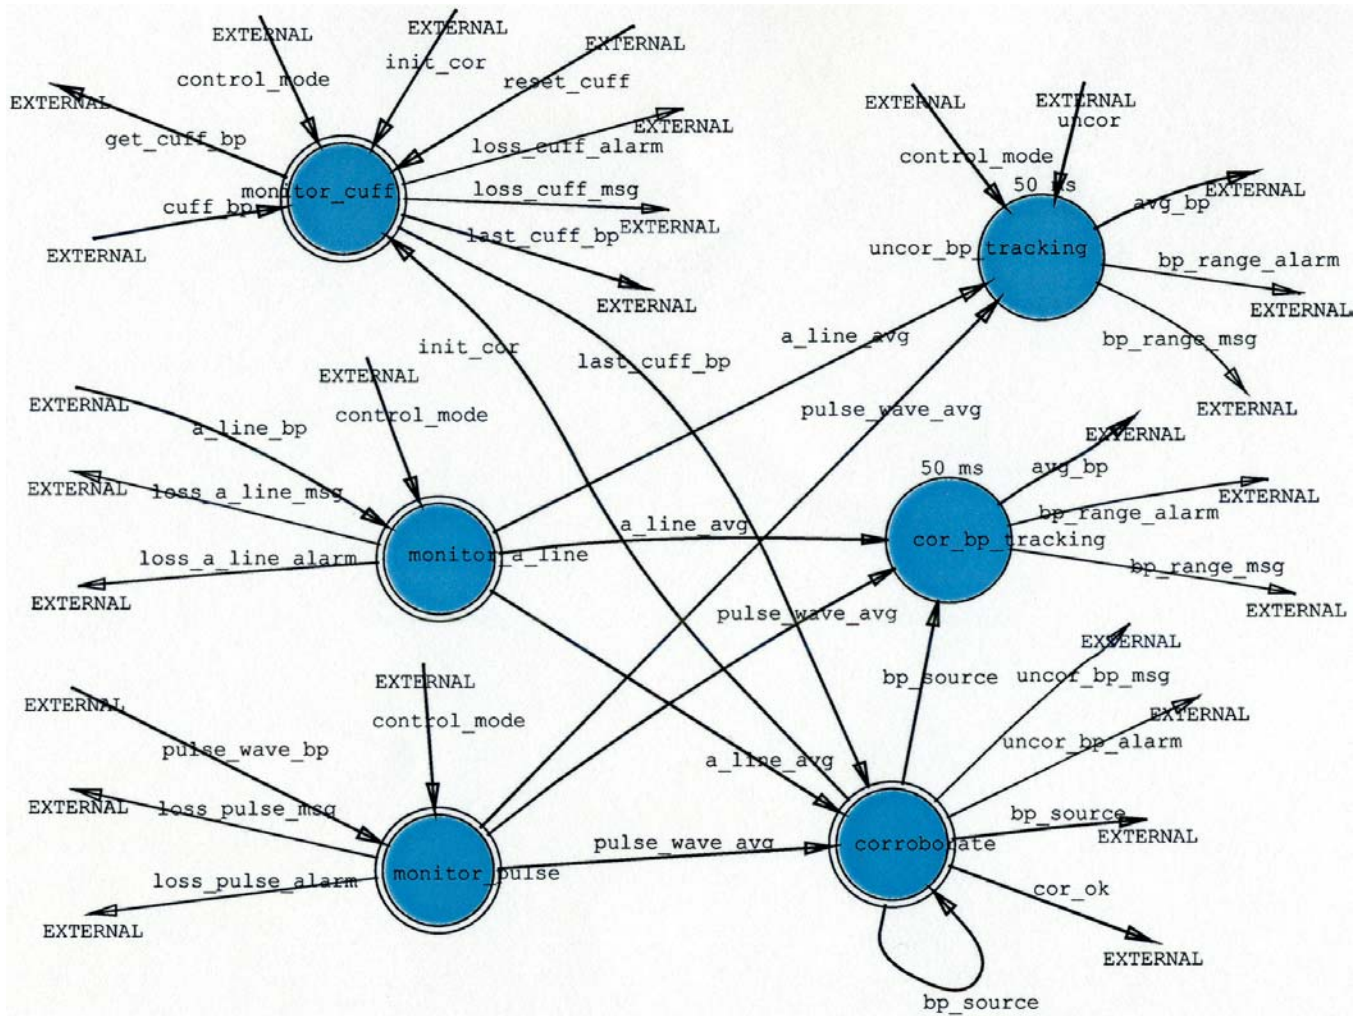 EXTERNAL
EXTERNAL
EXTERNAL
control_mode
init_cor
reset_cuff
EXTERNAL
get_cuff_bp
loss_cuff_alarm
EXTERNAL
monitor_cuff
loss_cuff_msg
EXTERNAL
cuff_bp
EXTERNAL
last_cuff_bp
EXTERNAL
EXTERNAL
EXTERNAL
uncor
control_mode
50 ms
EXTERNAL
avg_bp
uncor_bp_tracking
bp_range_alarm
EXTERNAL
bp_range_msg
EXTERNAL
init_cor
last_cuff_bp
a_line_avg
pulse_wave_avg
EXTERNAL
control_mode
EXTERNAL
a_line_bp
EXTERNAL
loss_a_line_msg
loss_a_line_alarm
EXTERNAL
monitor_a_line
a_line_avg
pulse_wave_avg
50 ms
cor_bp_tracking
EXTERNAL
avg_bp
EXTERNAL
bp_range_alarm
bp_range_msg
EXTERNAL
EXTERNAL
control_mode
EXTERNAL
pulse_wave_bp
EXTERNAL
loss_pulse_msg
loss_pulse_alarm
EXTERNAL
monitor_pulse
pulse_wave_avg
a_line_avg
bp_source
EXTERNAL
uncor_bp_msg
EXTERNAL
uncor_bp_alarm
bp_source
EXTERNAL
corroborate
cor_ok
EXTERNAL
bp_source